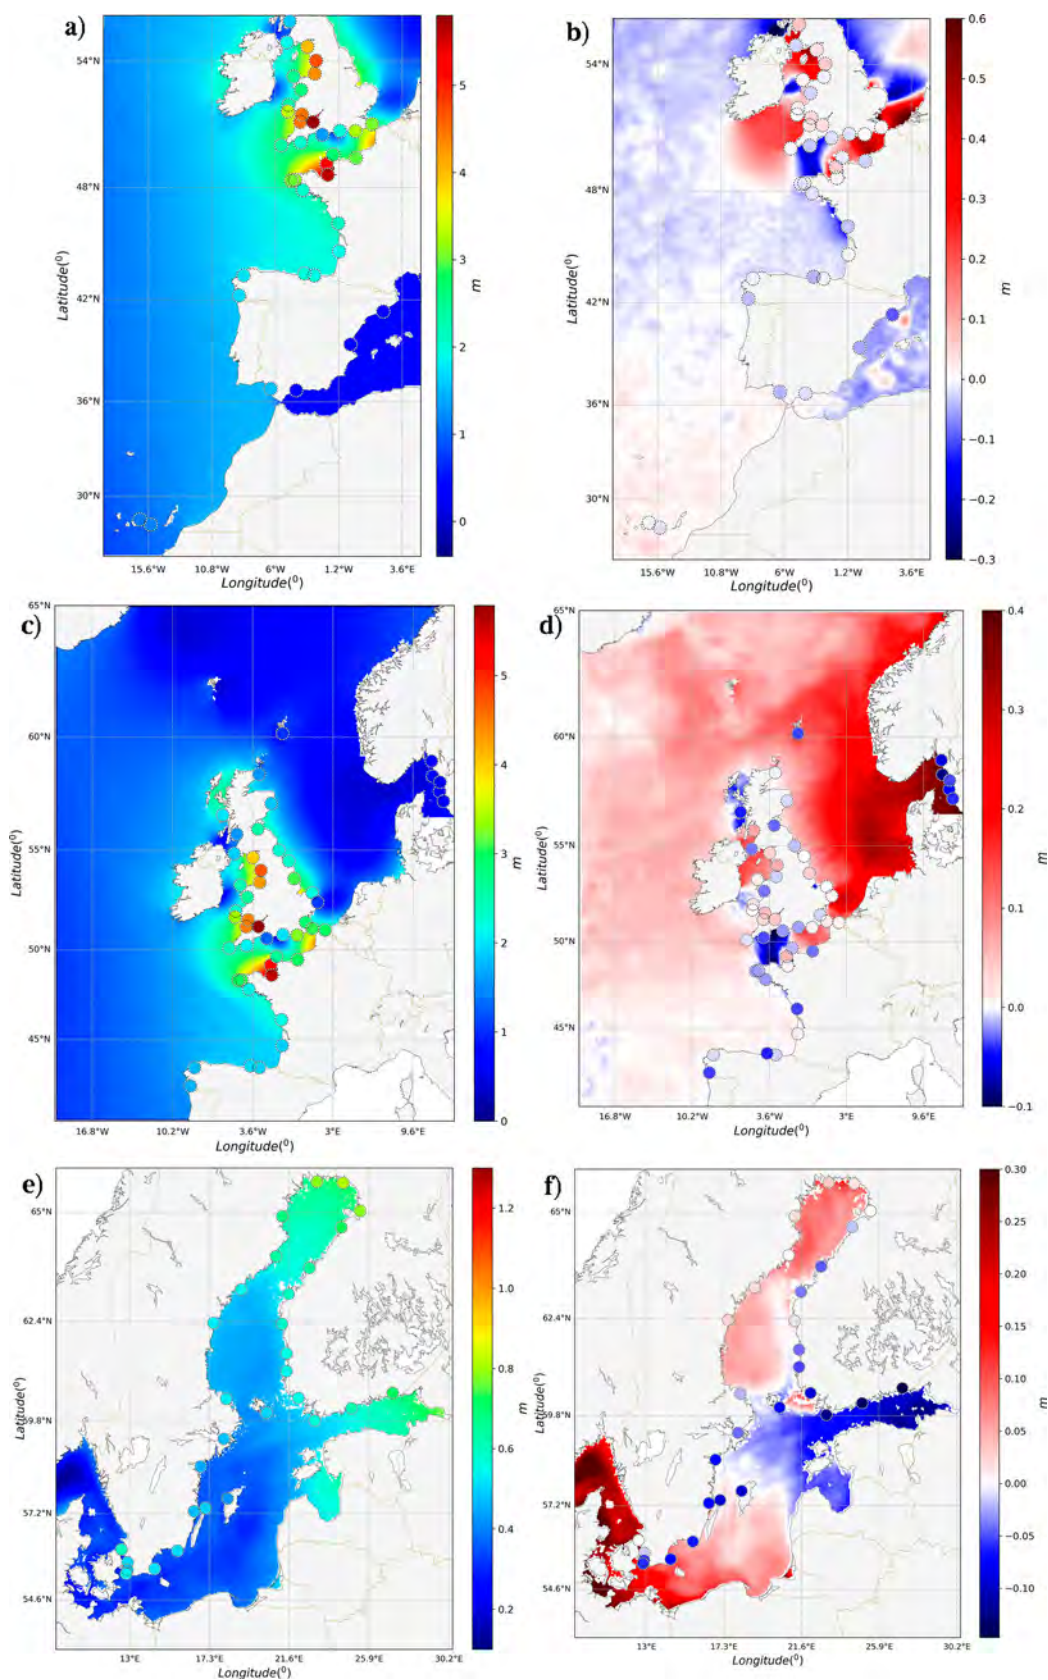 a)
54°N
48°N
42°N
36°N
30°N
Latitude(⁰)
15.6°W 10.8°W 6°W 1.2°W 3.6°E
Longitude(⁰)
5
4
3
2
1
0
m
b)
54°N
48°N
42°N
36°N
30°N
Latitude(⁰)
15.6°W 10.8°W 6°W 1.2°W 3.6°E
Longitude(⁰)
0.6
0.5
0.4
0.3
0.2
0.1
0.0
−0.1
−0.2
−0.3
m
c)
65°N
60°N
55°N
50°N
45°N
Latitude(⁰)
16.8°W 10.2°W 3.6°W 3°E 9.6°E
Longitude(⁰)
5
4
3
2
1
0
m
d)
65°N
60°N
55°N
50°N
45°N
Latitude(⁰)
16.8°W 10.2°W 3.6°W 3°E 9.6°E
Longitude(⁰)
0.4
0.3
0.2
0.1
0.0
−0.1
m
e)
65°N
62.4°N
59.8°N
57.2°N
54.6°N
Latitude(⁰)
13°E 17.3°E 21.6°E 25.9°E 30.2°E
Longitude(⁰)
1.2
1.0
0.8
0.6
0.4
0.2
m
f)
65°N
62.4°N
59.8°N
57.2°N
54.6°N
Latitude(⁰)
13°E 17.3°E 21.6°E 25.9°E 30.2°E
Longitude(⁰)
0.30
0.25
0.20
0.15
0.10
0.05
0.00
−0.05
−0.10
m